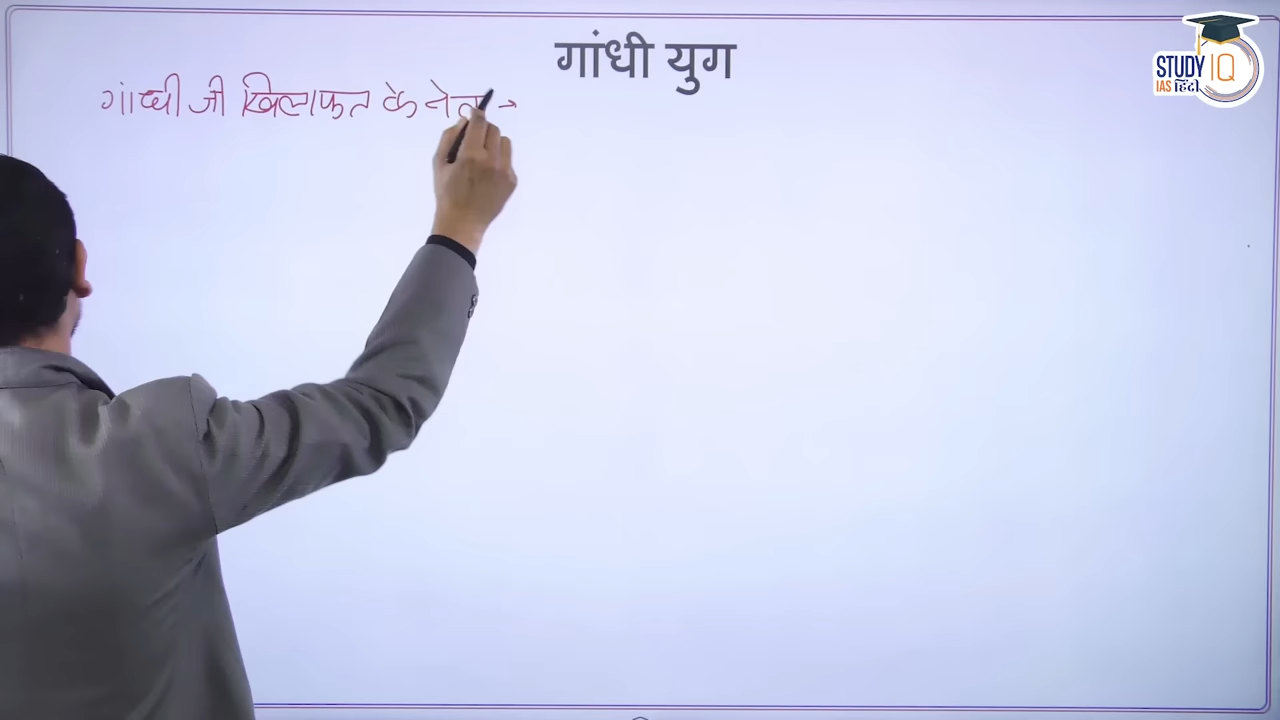 गांधी युग
STUDY IQ
IAS हिंदी
गांधी जी खिलाफत के नेता →